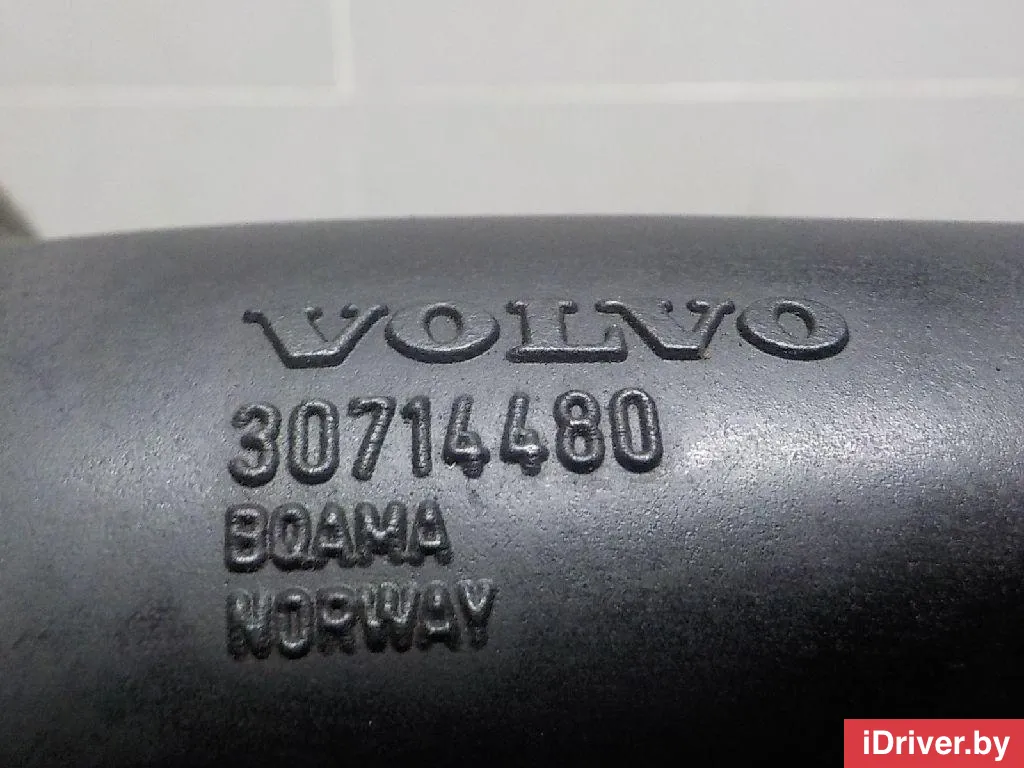 VOLVO
30714480
BQAMA
NORWAY
iDriver.by